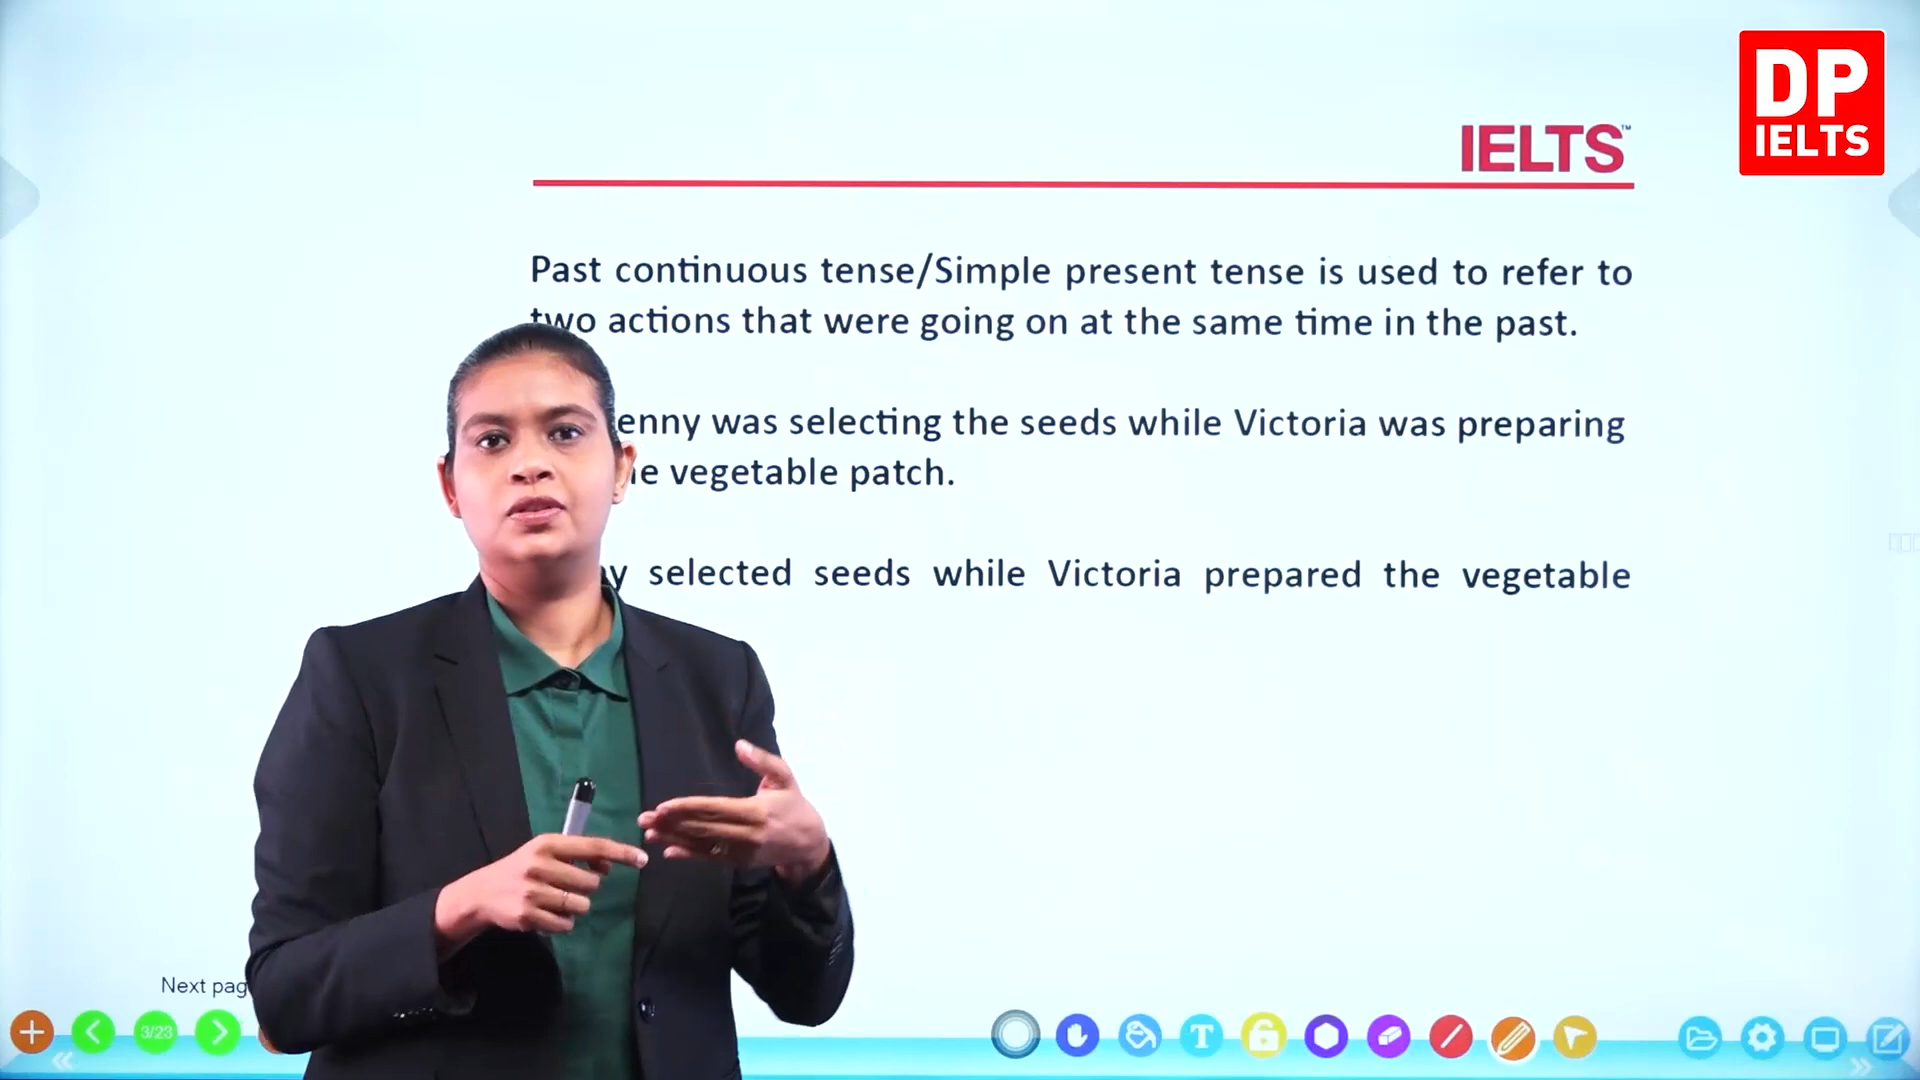 DP
IELTS
IELTS™
Past continuous tense/Simple present tense is used to refer to
two actions that were going on at the same time in the past.
enny was selecting the seeds while Victoria was preparing
vegetable patch.
selected seeds while Victoria prepared the vegetable
Next pag
3/23
T